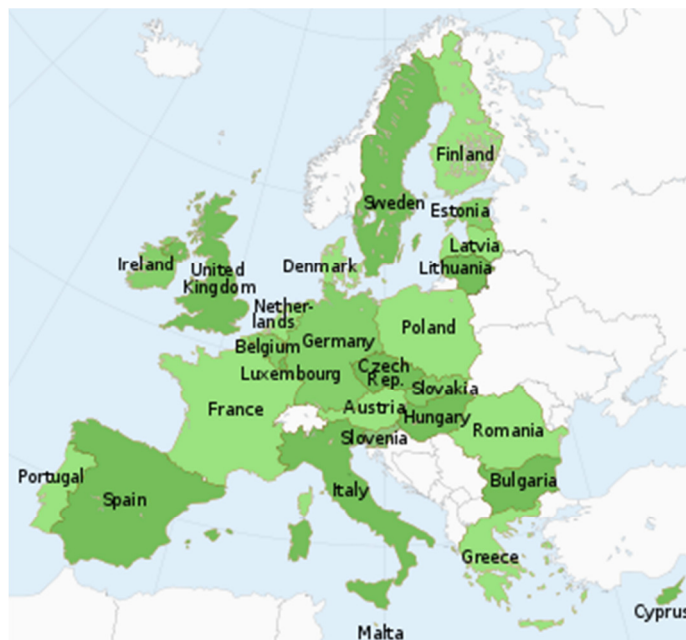 Finland
Sweden
Estonia
Latvia
Lithuania
Ireland
United
Kingdom
Denmark
Nether-
lands
Poland
Belgium
Germany
Luxembourg
Czech
Rep.
Slovakia
France
Austria
Hungary
Romania
Slovenia
Portugal
Spain
Italy
Bulgaria
Greece
Cyprus
Malta